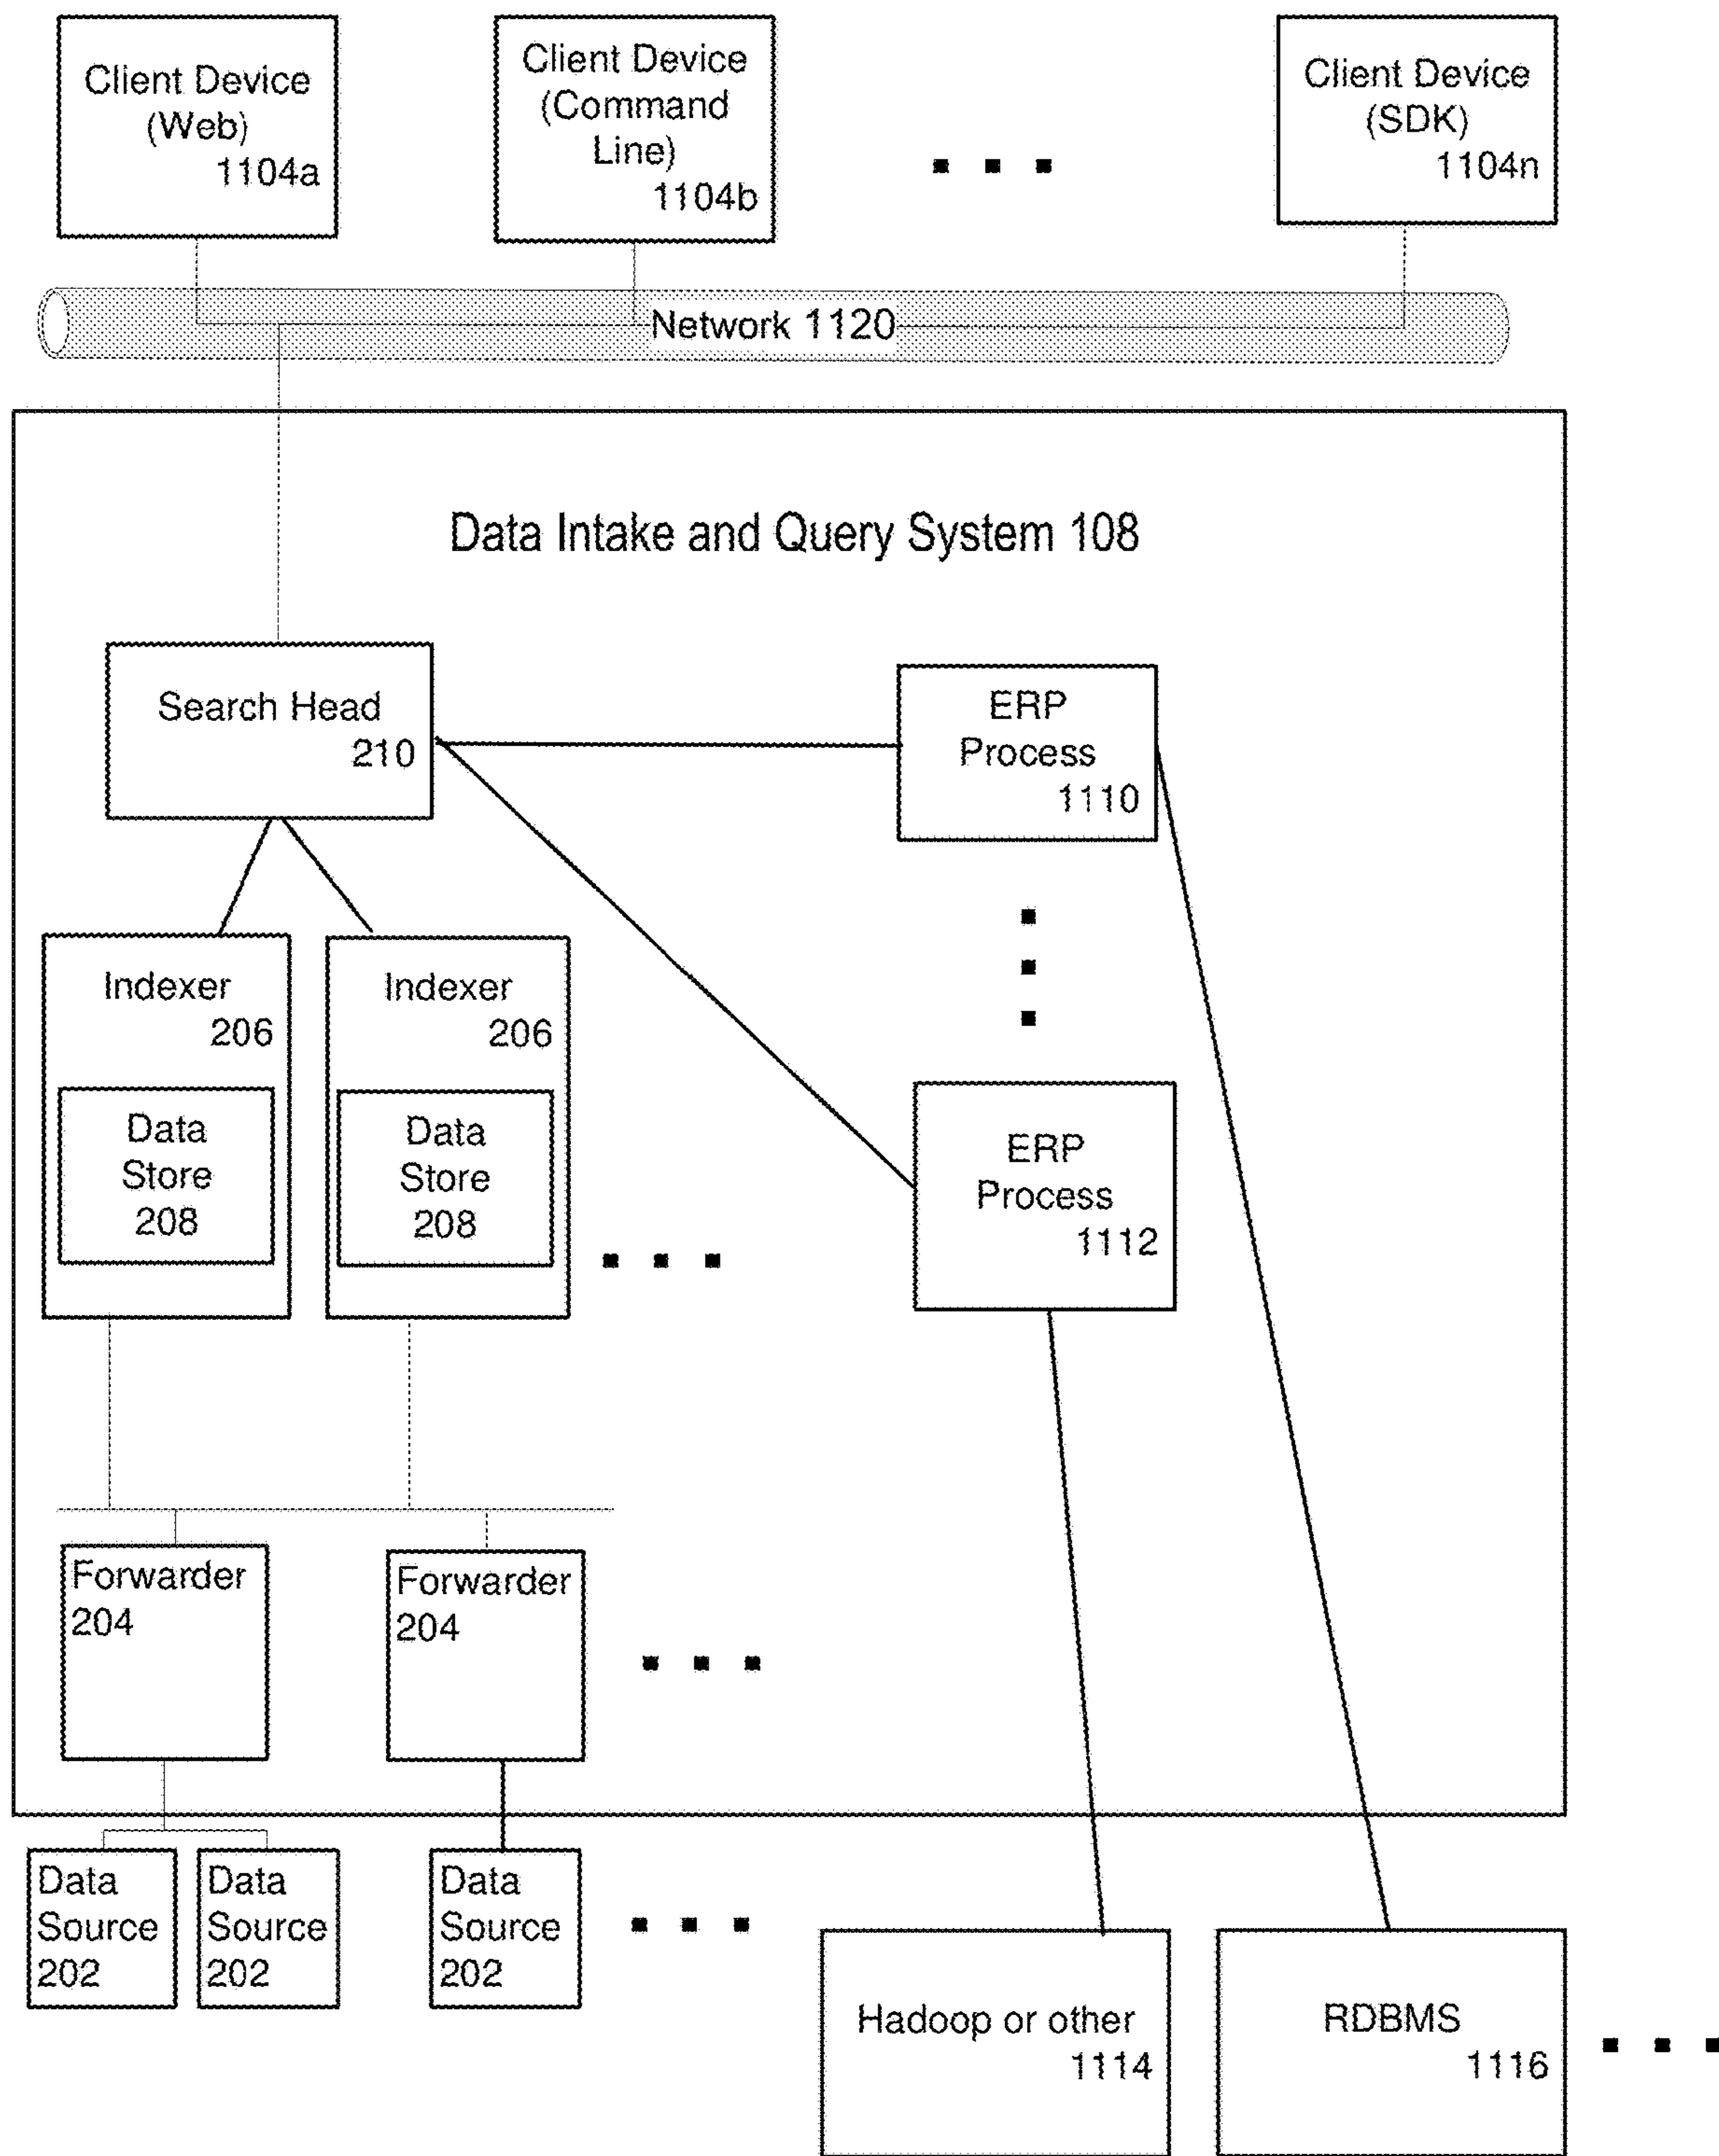 Client Device
(Web)
1104a
Client Device
(Command
Line)
1104b
Client Device
(SDK)
1104n
Network 1120
Data Intake and Query System 108
Search Head
210
ERP
Process
1110
Indexer
206
Data
Store
208
Indexer
206
Data
Store
208
ERP
Process
1112
Forwarder
204
Forwarder
204
Data
Source
202
Data
Source
202
Data
Source
202
Hadoop or other
1114
RDBMS
1116